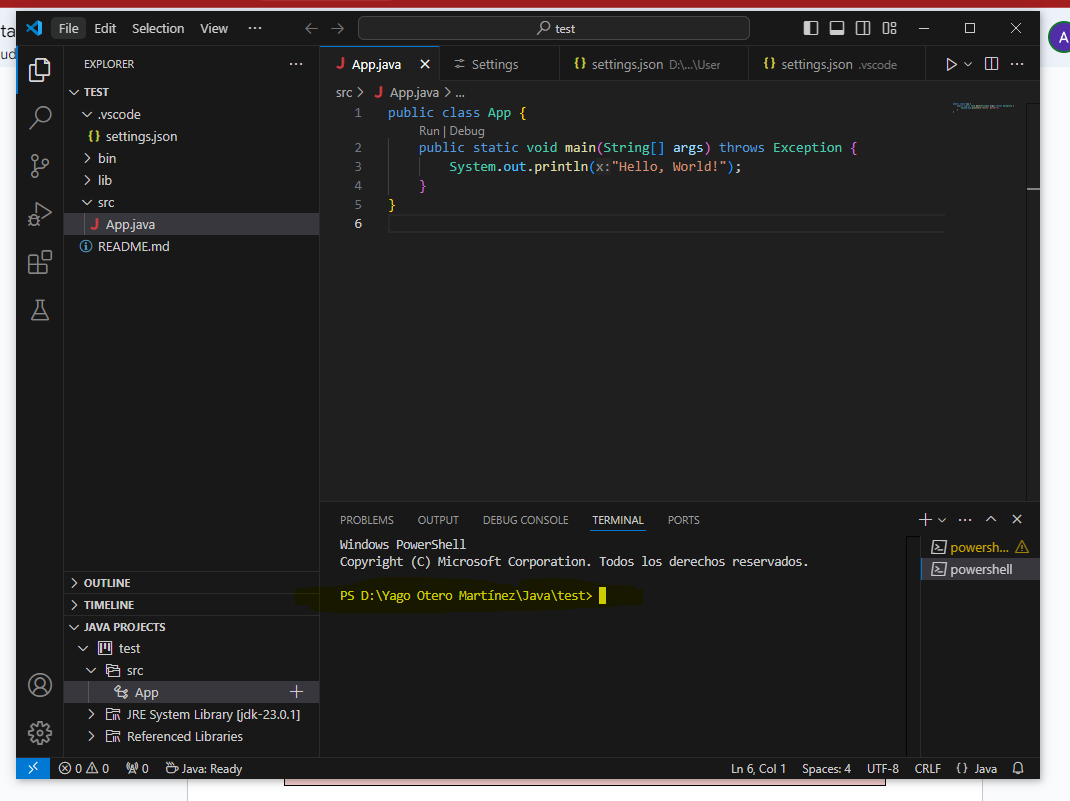 File Edit Selection View ··· test
EXPLORER ···
TEST
.vscode
{} settings.json
bin
lib
src
J App.java
README.md
OUTLINE
TIMELINE
JAVA PROJECTS
test
src
App
JRE System Library [jdk-23.0.1]
Referenced Libraries
J App.java Settings {} settings.json D:\...\User {} settings.json .vscode
src > J App.java > ...
1 public class App {
Run | Debug
2 public static void main(String[] args) throws Exception {
3 System.out.println(x:"Hello, World!");
4 }
5 }
6
PROBLEMS OUTPUT DEBUG CONSOLE TERMINAL PORTS
Windows PowerShell
Copyright (C) Microsoft Corporation. Todos los derechos reservados.
PS D:\Yago Otero Martínez\Java\test>
powersh...
powershell
0 0 0 Java: Ready
Ln 6, Col 1 Spaces: 4 UTF-8 CRLF {} Java
A